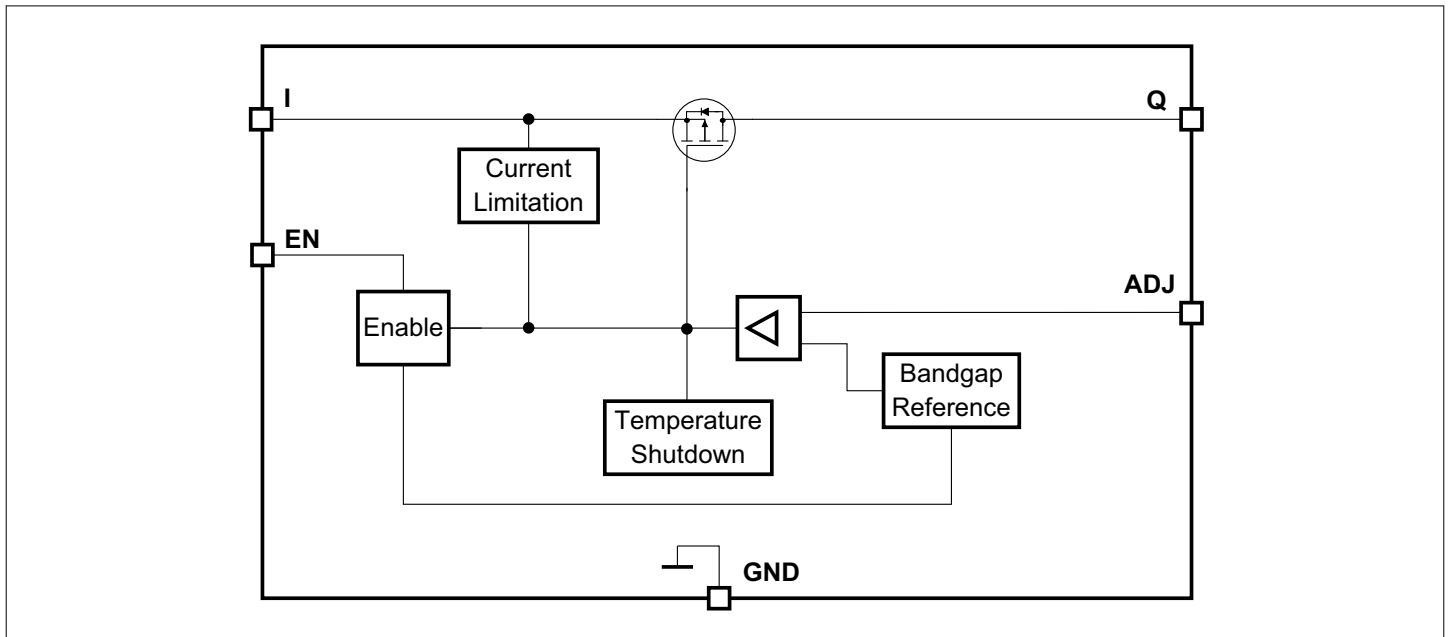 I
Q
Current
Limitation
EN
ADJ
Enable
Bandgap
Reference
Temperature
Shutdown
GND